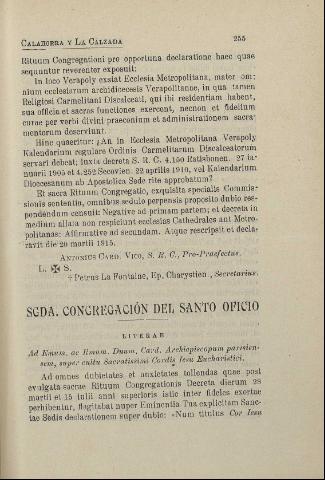 CALAHORRA Y LA CALZADA 255
Rituum Congregationi pro opportuna declaratione haec quae
sequuntur reverenter exposuit:
In loco Verapoly exstat Ecclesia Metropolitana, mater om-
nium ecclesiarum archidioecesis Verapolitanae, in qua tamen
Religiosi Carmelitani Discalceati, qui ibi residentiam habent,
sua officia et sacras functiones exercent, necnon et fidelium
curae per verbi divini praeconium et administrationem sacra-
mentorum deserviunt.
Hinc quaeritur: ¿An in Ecclesia Metropolitana Verapoly
Kalendarium regulare Ordinis Carmelitarum Discalceatorum
servari debeat; iuxta decreta S. R. C. 4.150 Ratisbonen. 27 ia-
nuarii 1905 et 4.252 Secovien. 22 aprilis 1910, vel Kalendarium
Dioecesanum ab Apostolica Sede rite approbatum?
Et sacra Rituum Congregatio, exquisita specialis Commis-
sionis sententia, omnibus sedulo perpensis proposito dubio res-
pondendum censuit: Negative ad primam partem; et decreta in
medium allata non respiciunt ecclesias Cathedrales aut Metro-
politanas: Affirmative ad secundam. Atque rescripsit et decla-
ravit die 20 martii 1915.
ANTONIUS CARD. VICO, S. R. C., Pro-Praefectus.
L. ✠ S.
† Petrus La Fontaine, Ep. Charystien., Secretarius.
SGDA. CONGREGACIÓN DEL SANTO OFICIO
LITERAE
Ad Emum. ac Rmum. Dnum. Card. Archiepiscopum parisien-
sem, super cultu Sacratissimi Cordis Iesu Eucharistici.
Ad omnes dubietates et anxietates tollendas quae post
evulgata sacrae Rituum Congregationis Decreta dierum 28
martii et 15 iulii anni superioris istic inter fideles exortae
perhibentur, flagitabat nuper Eminentia Tua explicitam Sanc-
tae Sedis declarationem super dubio: «Num titulus Cor Iesu